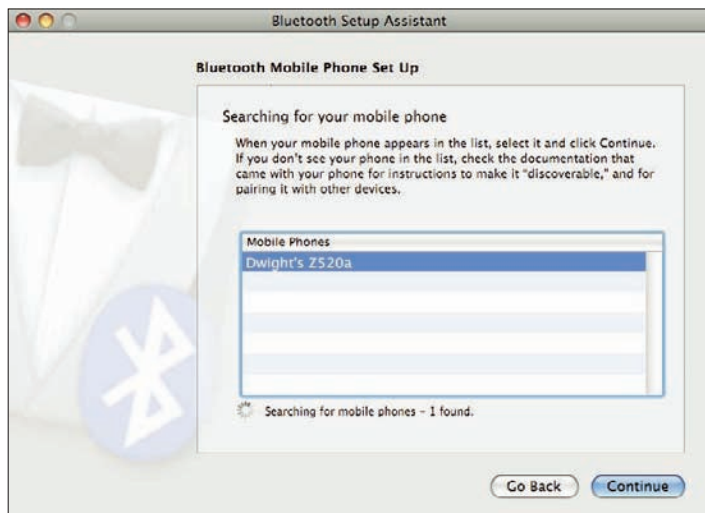 Bluetooth Setup Assistant
Bluetooth Mobile Phone Set Up
Searching for your mobile phone
When your mobile phone appears in the list, select it and click Continue.
If you don't see your phone in the list, check the documentation that
came with your phone for instructions to make it "discoverable," and for
pairing it with other devices.
Mobile Phones
Dwight's Z520a
Searching for mobile phones – 1 found.
Go Back
Continue